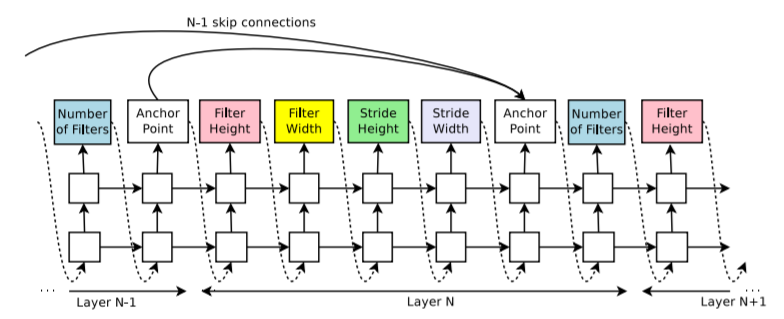 N-1 skip connections
Number
of Filters
Anchor
Point
Filter
Height
Filter
Width
Stride
Height
Stride
Width
Anchor
Point
Number
of Filters
Filter
Height
...
Layer N-1
Layer N
Layer N+1
...